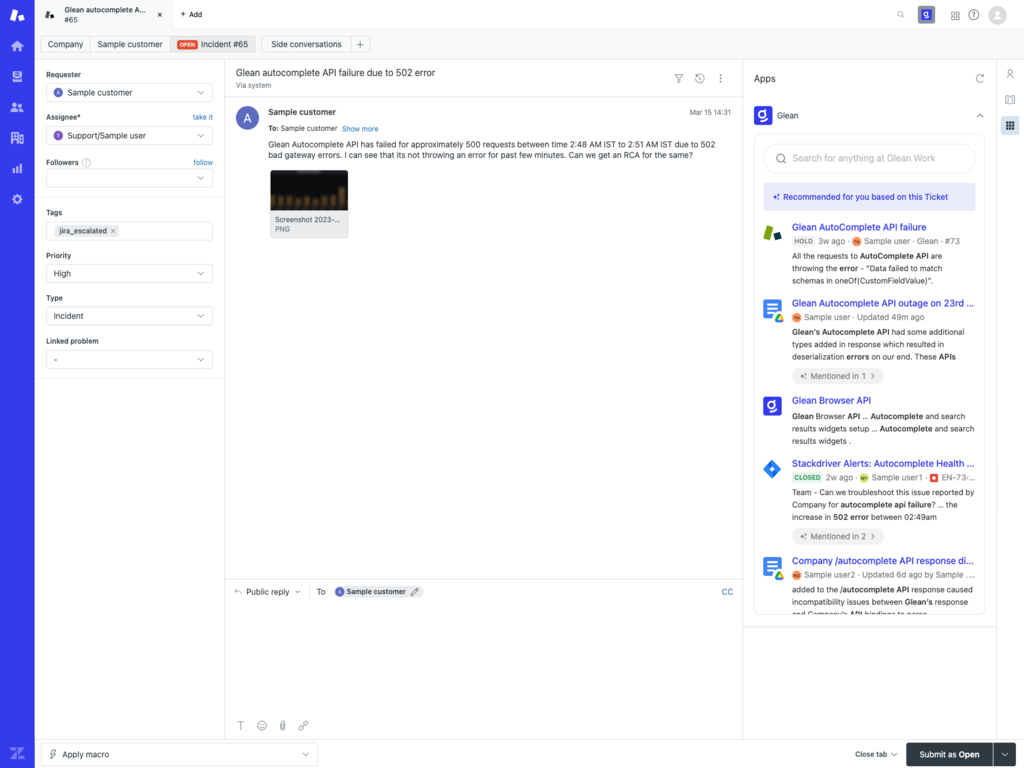 Glean autocomplete A...
#65
+ Add
Company
Sample customer
OPEN Incident #65
Side conversations
Requester
Sample customer
Assignee*
take it
Support/Sample user
Followers
follow
Tags
jira_escalated ×
Priority
High
Type
Incident
Linked problem
-
Glean autocomplete API failure due to 502 error
Via system
A
Sample customer
Mar 15 14:31
To: Sample customer Show more
Glean Autocomplete API has failed for approximately 500 requests between time 2:48 AM IST to 2:51 AM IST due to 502
bad gateway errors. I can see that its not throwing an error for past few minutes. Can we get an RCA for the same?
Screenshot 2023-...
PNG
Public reply
To
Sample customer
CC
Apply macro
Close tab
Submit as Open
Apps
Glean
Search for anything at Glean Work
Recommended for you based on this Ticket
Glean AutoComplete API failure
HOLD 3w ago · Sample user · Glean · #73
All the requests to AutoComplete API are
throwing the error - "Data failed to match
schemas in oneOf(CustomFieldValue)".
Glean Autocomplete API outage on 23rd ...
Sample user · Updated 49m ago
Glean's Autocomplete API had some additional
types added in response which resulted in
deserialization errors on our end. These APIs
Mentioned in 1
Glean Browser API
Glean Browser API ... Autocomplete and search
results widgets setup ... Autocomplete and search
results widgets .
Stackdriver Alerts: Autocomplete Health ...
CLOSED 2w ago · Sample user1 · EN-73-...
Team - Can we troubleshoot this issue reported by
Company for autocomplete api failure? ... the
increase in 502 error between 02:49am
Mentioned in 2
Company /autocomplete API response di...
Sample user2 · Updated 6d ago by Sample ...
added to the /autocomplete API response caused
incompatibility issues between Glean's response
and Company's API bindings to parse